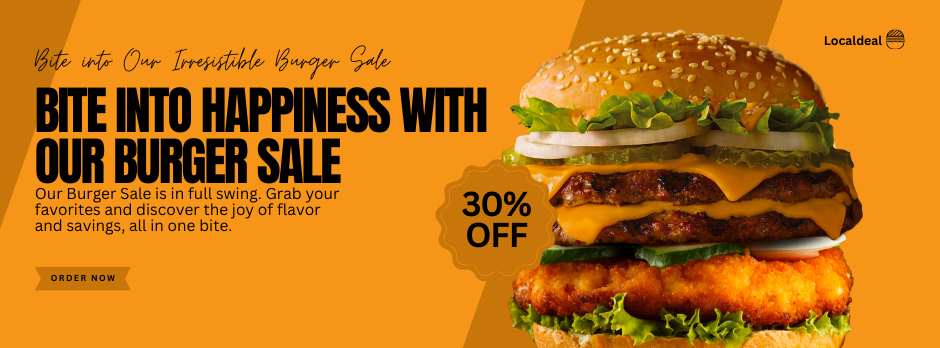 Bite into Our Irresistible Burger Sale
BITE INTO HAPPINESS WITH
OUR BURGER SALE
Our Burger Sale is in full swing. Grab your
favorites and discover the joy of flavor
and savings, all in one bite.
ORDER NOW
30%
OFF
Localdeal